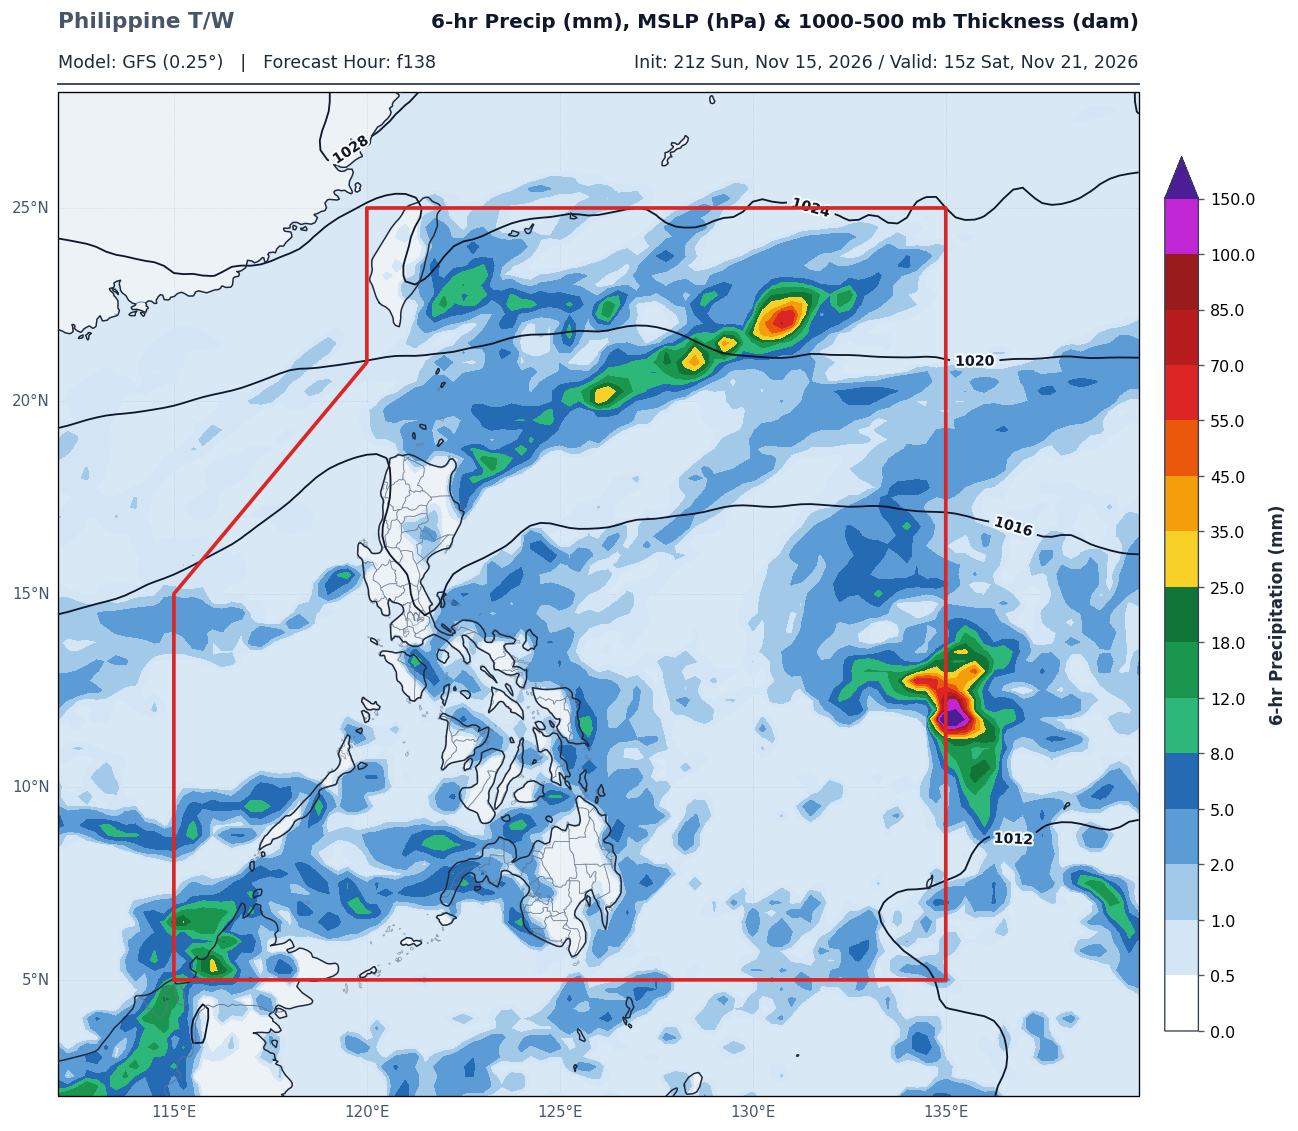 Philippine T/W
6-hr Precip (mm), MSLP (hPa) & 1000-500 mb Thickness (dam)
Model: GFS (0.25°) | Forecast Hour: f138
Init: 21z Sun, Nov 15, 2026 / Valid: 15z Sat, Nov 21, 2026
1028
1024
1020
1016
1012
25°N
20°N
15°N
10°N
5°N
115°E
120°E
125°E
130°E
135°E
150.0
100.0
85.0
70.0
55.0
45.0
35.0
25.0
18.0
12.0
8.0
5.0
2.0
1.0
0.5
0.0
6-hr Precipitation (mm)